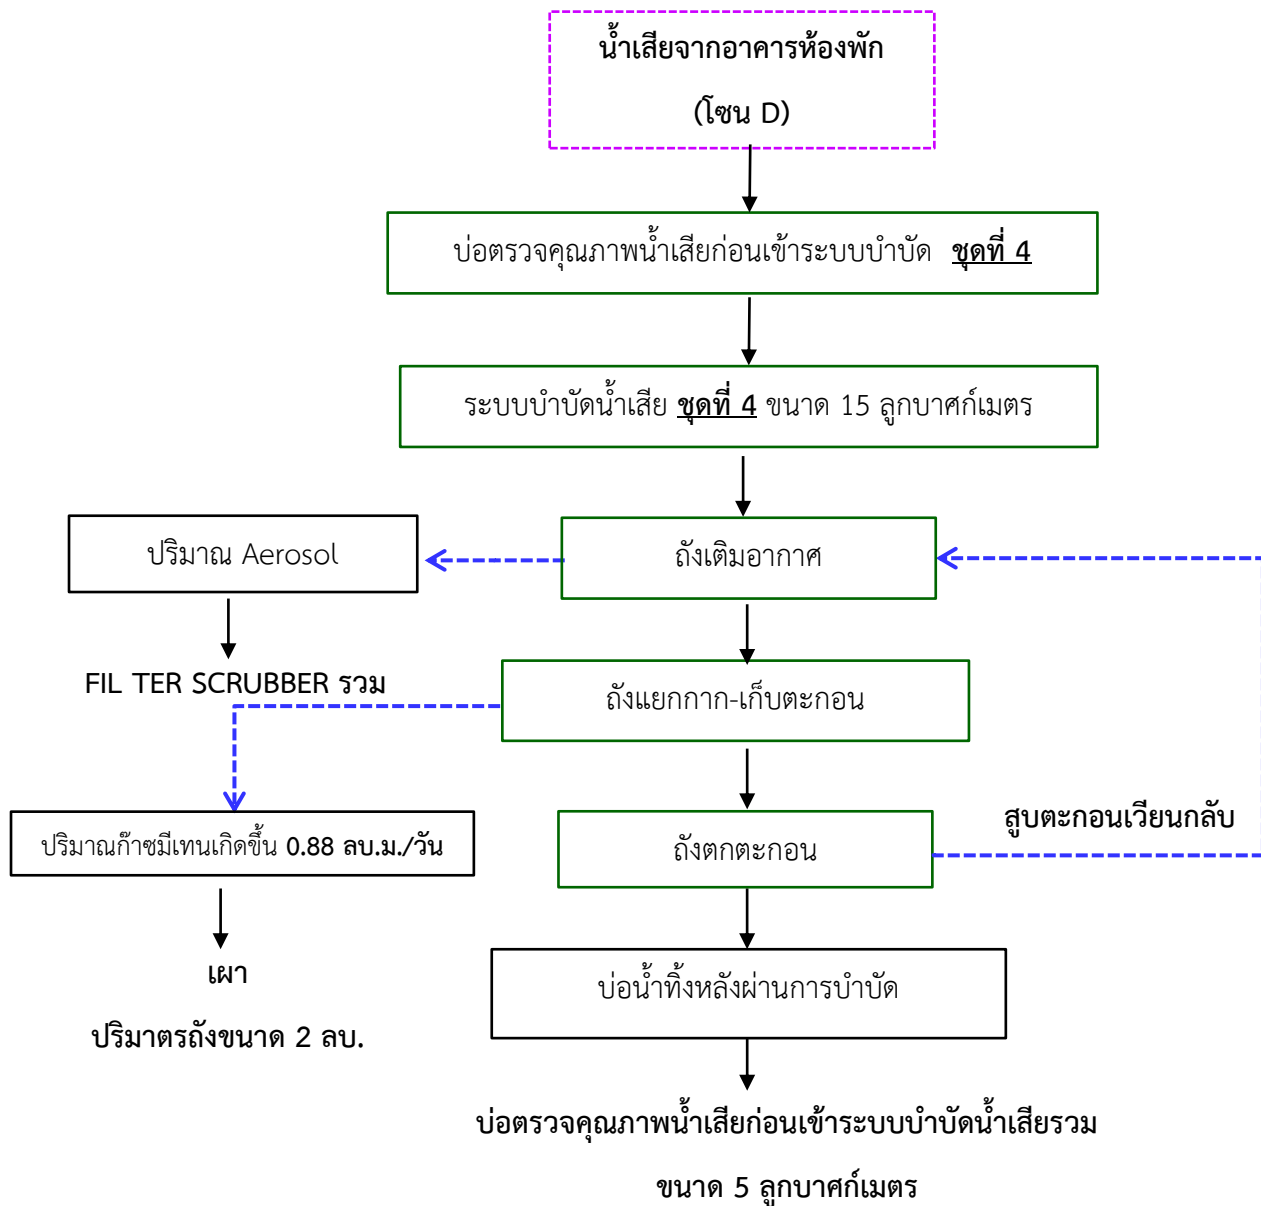 น้ำเสียจากอาคารห้องพัก
(โซน D)
บ่อตรวจคุณภาพน้ำเสียก่อนเข้าระบบบำบัด ชุดที่ 4
ระบบบำบัดน้ำเสีย ชุดที่ 4 ขนาด 15 ลูกบาศก์เมตร
ปริมาณ Aerosol
ถังเติมอากาศ
FIL TER SCRUBBER รวม
ถังแยกกาก-เก็บตะกอน
สูบตะกอนเวียนกลับ
ปริมาณก๊าซมีเทนเกิดขึ้น 0.88 ลบ.ม./วัน
ถังตกตะกอน
เผา
บ่อน้ำทิ้งหลังผ่านการบำบัด
ปริมาตรถังขนาด 2 ลบ.
บ่อตรวจคุณภาพน้ำเสียก่อนเข้าระบบบำบัดน้ำเสียรวม
ขนาด 5 ลูกบาศก์เมตร